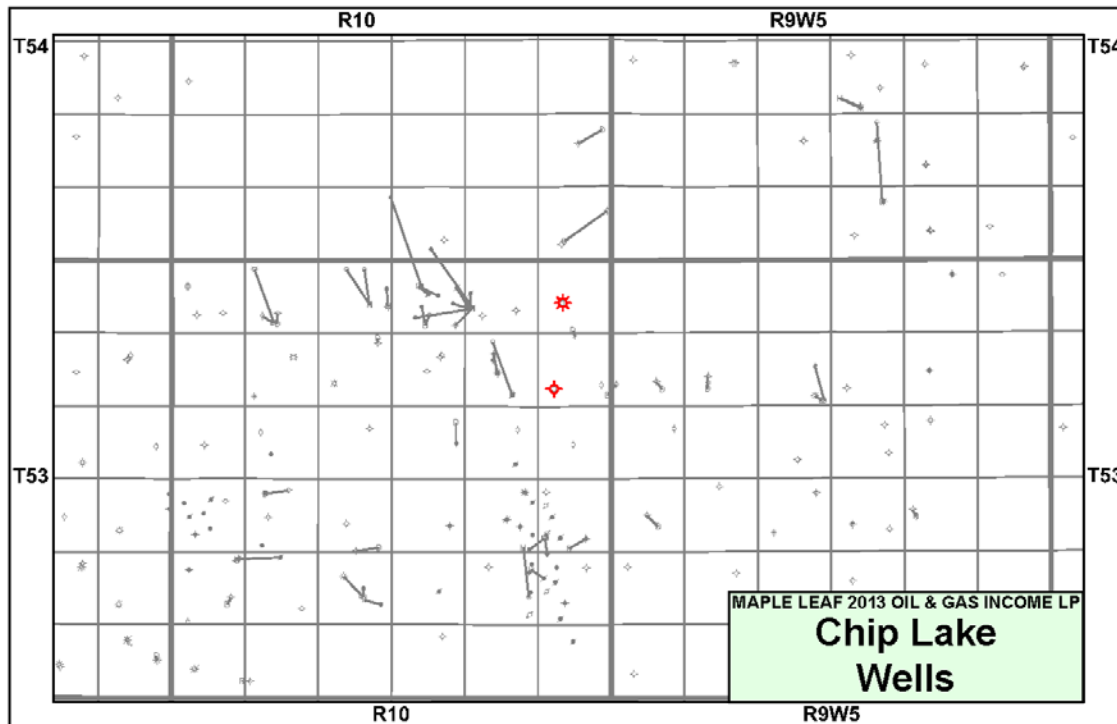 R10 R9W5
T54 T54
T53 T53
MAPLE LEAF 2013 OIL & GAS INCOME LP
Chip Lake
Wells
R10 R9W5